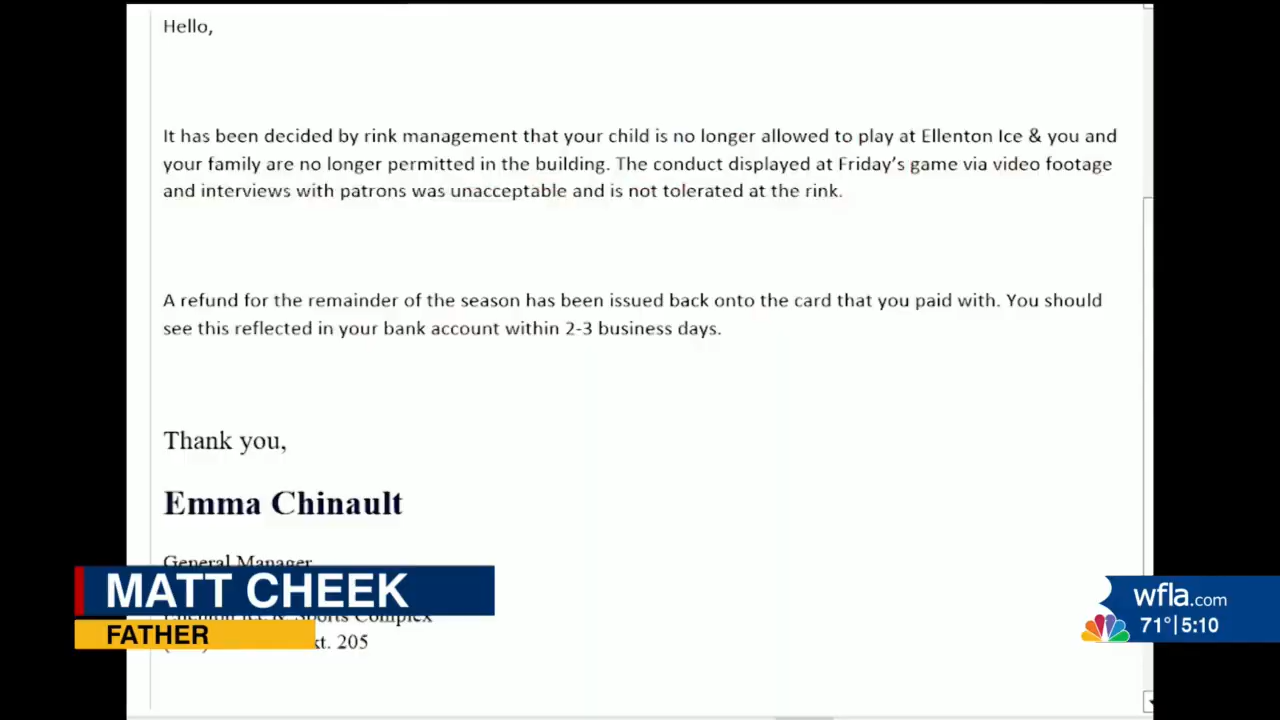 Hello,
It has been decided by rink management that your child is no longer allowed to play at Ellenton Ice & you and
your family are no longer permitted in the building. The conduct displayed at Friday's game via video footage
and interviews with patrons was unacceptable and is not tolerated at the rink.
A refund for the remainder of the season has been issued back onto the card that you paid with. You should
see this reflected in your bank account within 2-3 business days.
Thank you,
Emma Chinault
General Manager
Sports Complex
205
MATT CHEEK
FATHER
wfla.com
71° 5:10